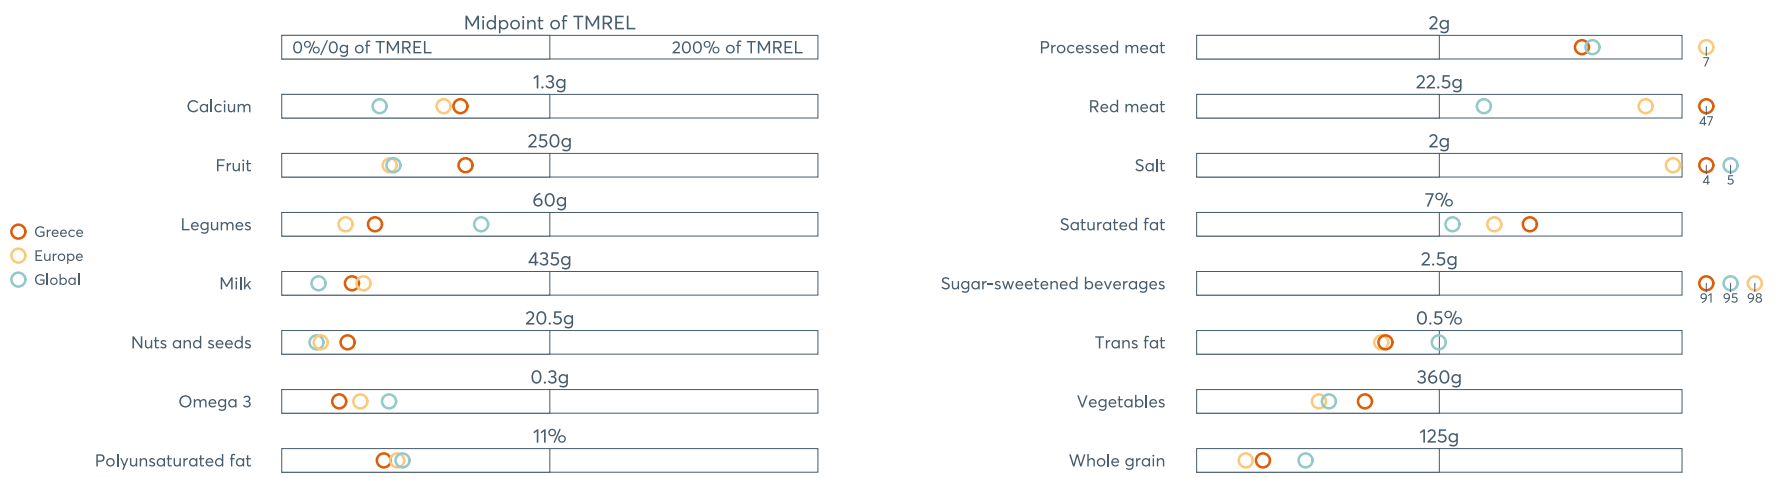 Midpoint of TMREL
0%/0g of TMREL 200% of TMREL
1.3g
Calcium
250g
Fruit
60g
Legumes
435g
Milk
20.5g
Nuts and seeds
0.3g
Omega 3
11%
Polyunsaturated fat
Greece
Europe
Global
2g
Processed meat
7
22.5g
Red meat
47
2g
Salt
4 5
7%
Saturated fat
2.5g
Sugar-sweetened beverages
91 95 98
0.5%
Trans fat
360g
Vegetables
125g
Whole grain